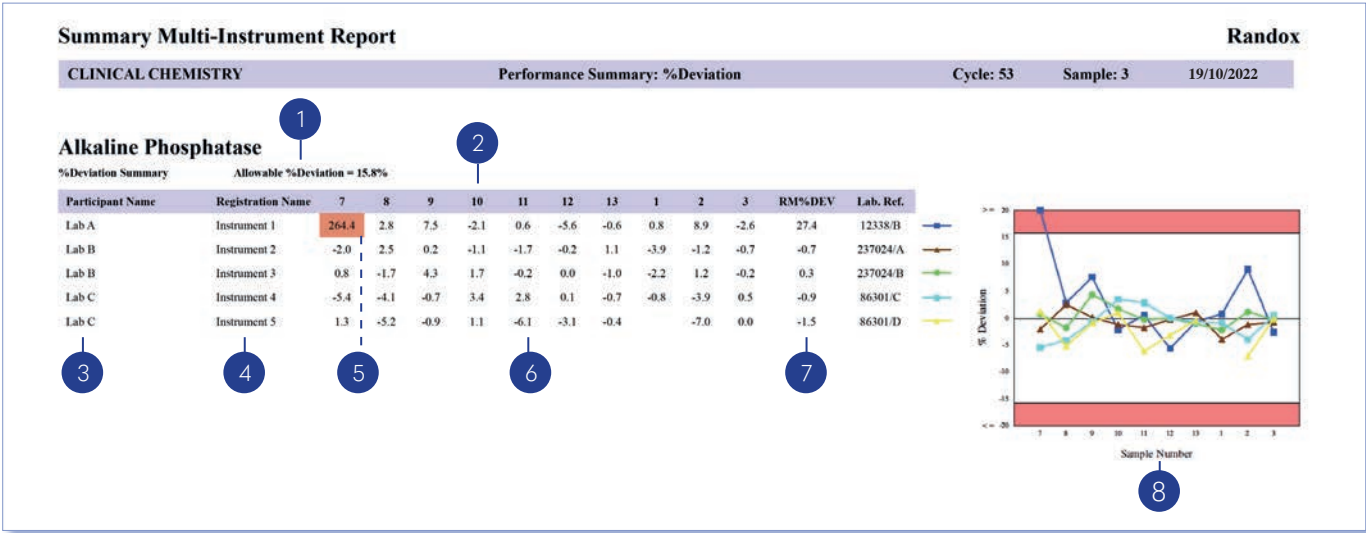 Summary Multi-Instrument Report Randox
CLINICAL CHEMISTRY Performance Summary: %Deviation Cycle: 53 Sample: 3 19/10/2022
1
2
Alkaline Phosphatase
%Deviation Summary Allowable %Deviation = 15.8%
Participant Name Registration Name 7 8 9 10 11 12 13 1 2 3 RM%DEV Lab. Ref.
Lab A Instrument 1 264.4 2.8 7.5 -2.1 0.6 -5.6 -0.6 0.8 8.9 -2.6 27.4 12338/B
Lab B Instrument 2 -2.0 2.5 0.2 -1.1 -1.7 -0.2 1.1 -3.9 -1.2 -0.7 -0.7 237024/A
Lab B Instrument 3 0.8 -1.7 4.3 1.7 -0.2 0.0 -1.0 -2.2 1.2 -0.2 0.3 237024/B
Lab C Instrument 4 -5.4 -4.1 -0.7 3.4 2.8 0.1 -0.7 -0.8 -3.9 0.5 -0.9 86301/C
Lab C Instrument 5 1.3 -5.2 -0.9 1.1 -6.1 -3.1 -0.4 -7.0 0.0 -1.5 86301/D
3 4 5 6 7
>= 20
15
10
5
0
-5
-10
-15
<= -20
% Deviation
7 8 9 10 11 12 13 1 2 3
Sample Number
8